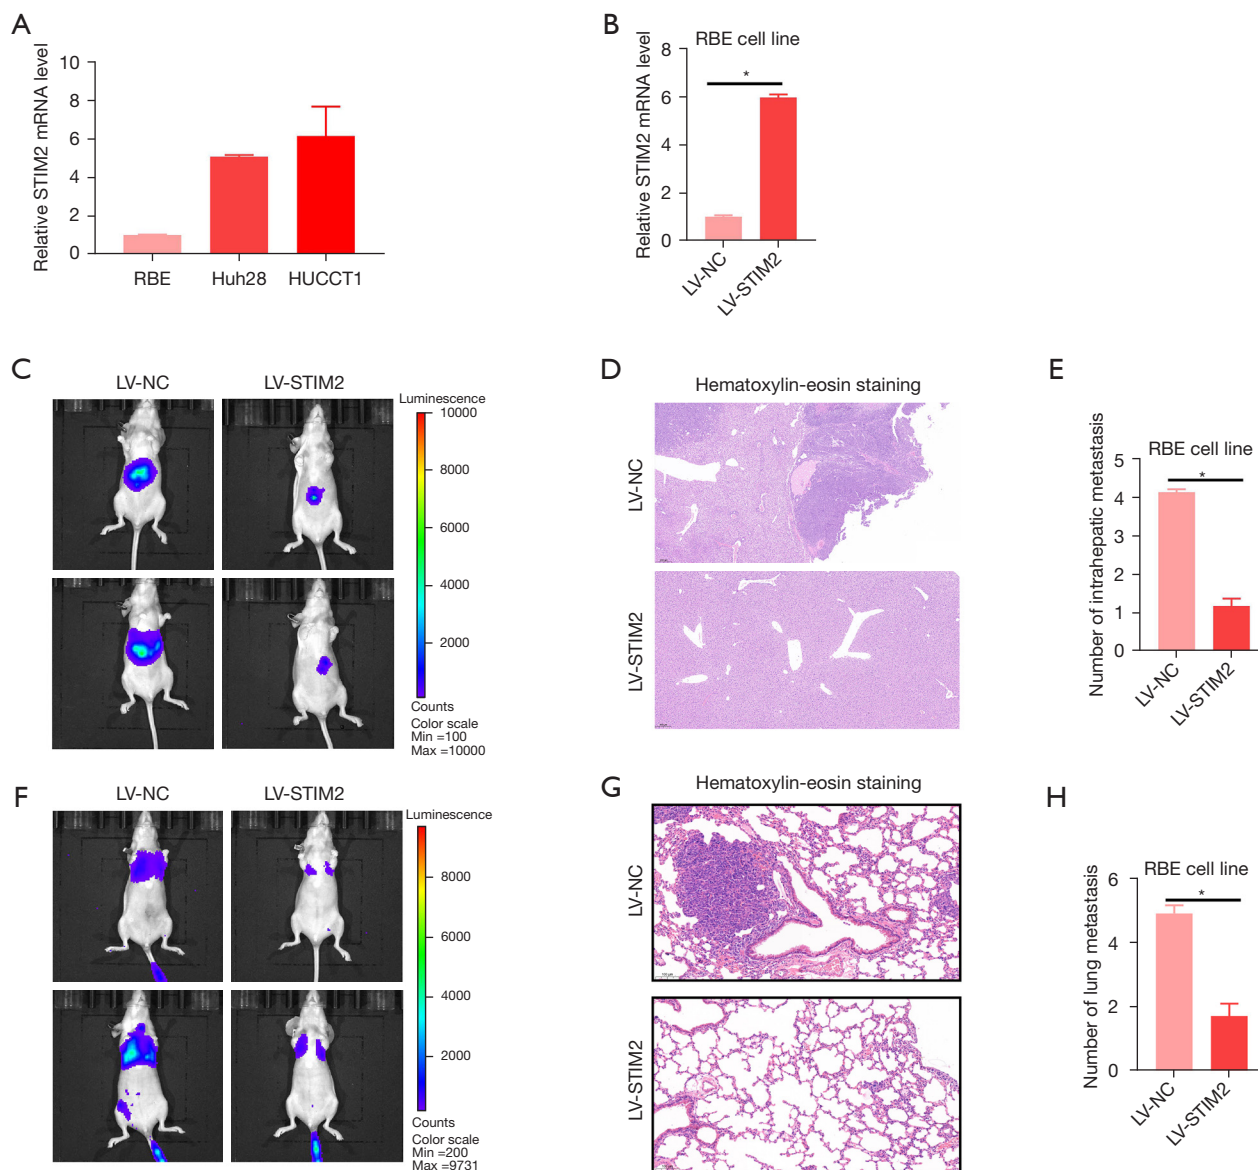 A
Relative STIM2 mRNA level
10
8
6
4
2
0
RBE
Huh28
HUCCT1
B
RBE cell line
Relative STIM2 mRNA level
8
6
4
2
0
*
LV-NC
LV-STIM2
C
LV-NC
LV-STIM2
Luminescence
10000
8000
6000
4000
2000
Counts
Color scale
Min =100
Max =10000
D
Hematoxylin-eosin staining
LV-NC
LV-STIM2
E
RBE cell line
Number of intrahepatic metastasis
5
4
3
2
1
0
*
LV-NC
LV-STIM2
F
LV-NC
LV-STIM2
Luminescence
8000
6000
4000
2000
Counts
Color scale
Min =200
Max =9731
G
Hematoxylin-eosin staining
LV-NC
LV-STIM2
H
RBE cell line
Number of lung metastasis
6
4
2
0
*
LV-NC
LV-STIM2